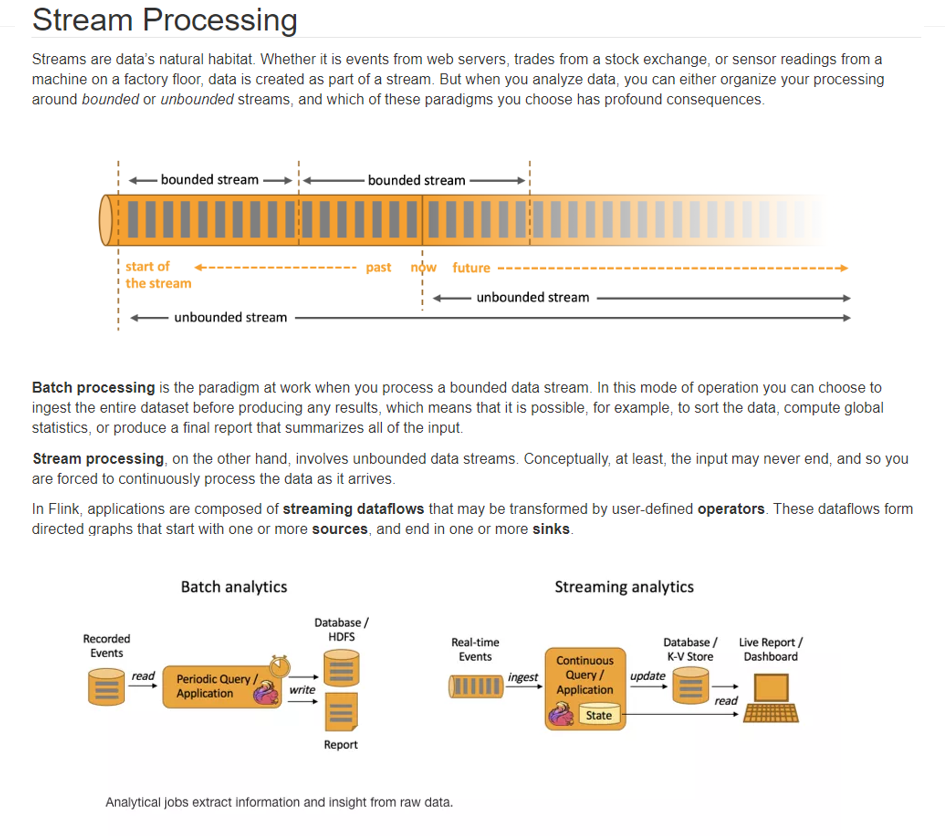 Stream Processing
Streams are data's natural habitat. Whether it is events from web servers, trades from a stock exchange, or sensor readings from a
machine on a factory floor, data is created as part of a stream. But when you analyze data, you can either organize your processing
around bounded or unbounded streams, and which of these paradigms you choose has profound consequences.
bounded stream
bounded stream
start of
the stream
past
now
future
unbounded stream
unbounded stream
Batch processing is the paradigm at work when you process a bounded data stream. In this mode of operation you can choose to
ingest the entire dataset before producing any results, which means that it is possible, for example, to sort the data, compute global
statistics, or produce a final report that summarizes all of the input.
Stream processing, on the other hand, involves unbounded data streams. Conceptually, at least, the input may never end, and so you
are forced to continuously process the data as it arrives.
In Flink, applications are composed of streaming dataflows that may be transformed by user-defined operators. These dataflows form
directed graphs that start with one or more sources, and end in one or more sinks.
Batch analytics
Recorded
Events
read
Periodic Query /
Application
write
Database /
HDFS
Report
Streaming analytics
Real-time
Events
ingest
Continuous
Query /
Application
State
update
Database /
K-V Store
read
Live Report /
Dashboard
Analytical jobs extract information and insight from raw data.